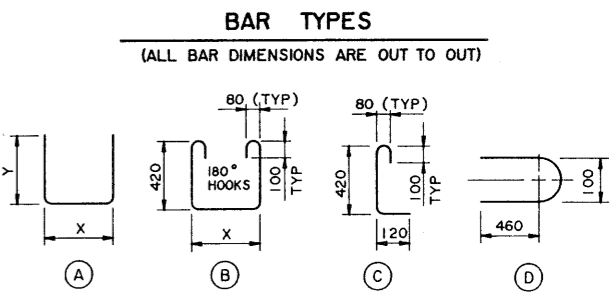 BAR TYPES
(ALL BAR DIMENSIONS ARE OUT TO OUT)
80 (TYP)
80 (TYP)
Y
420
180°
HOOKS
100
TYP
420
100
TYP
100
X
X
120
460
A
B
C
D